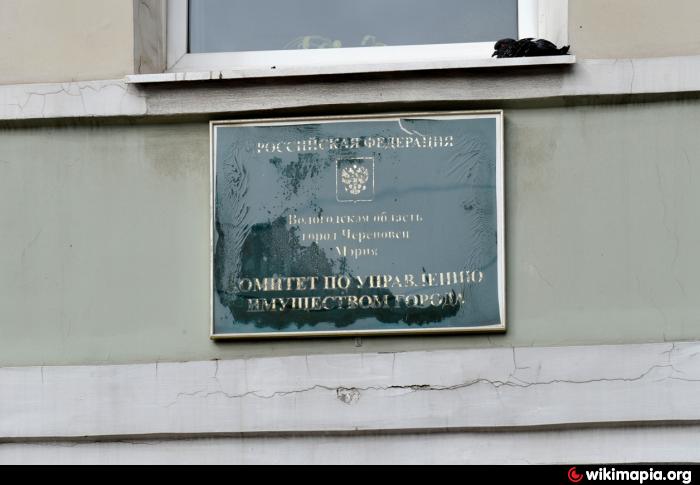 РОССИЙСКАЯ ФЕДЕРАЦИЯ
Вологодская область
город Череповец
Мэрия
КОМИТЕТ ПО УПРАВЛЕНИЮ
ИМУЩЕСТВОМ ГОРОДА
wikimapia.org